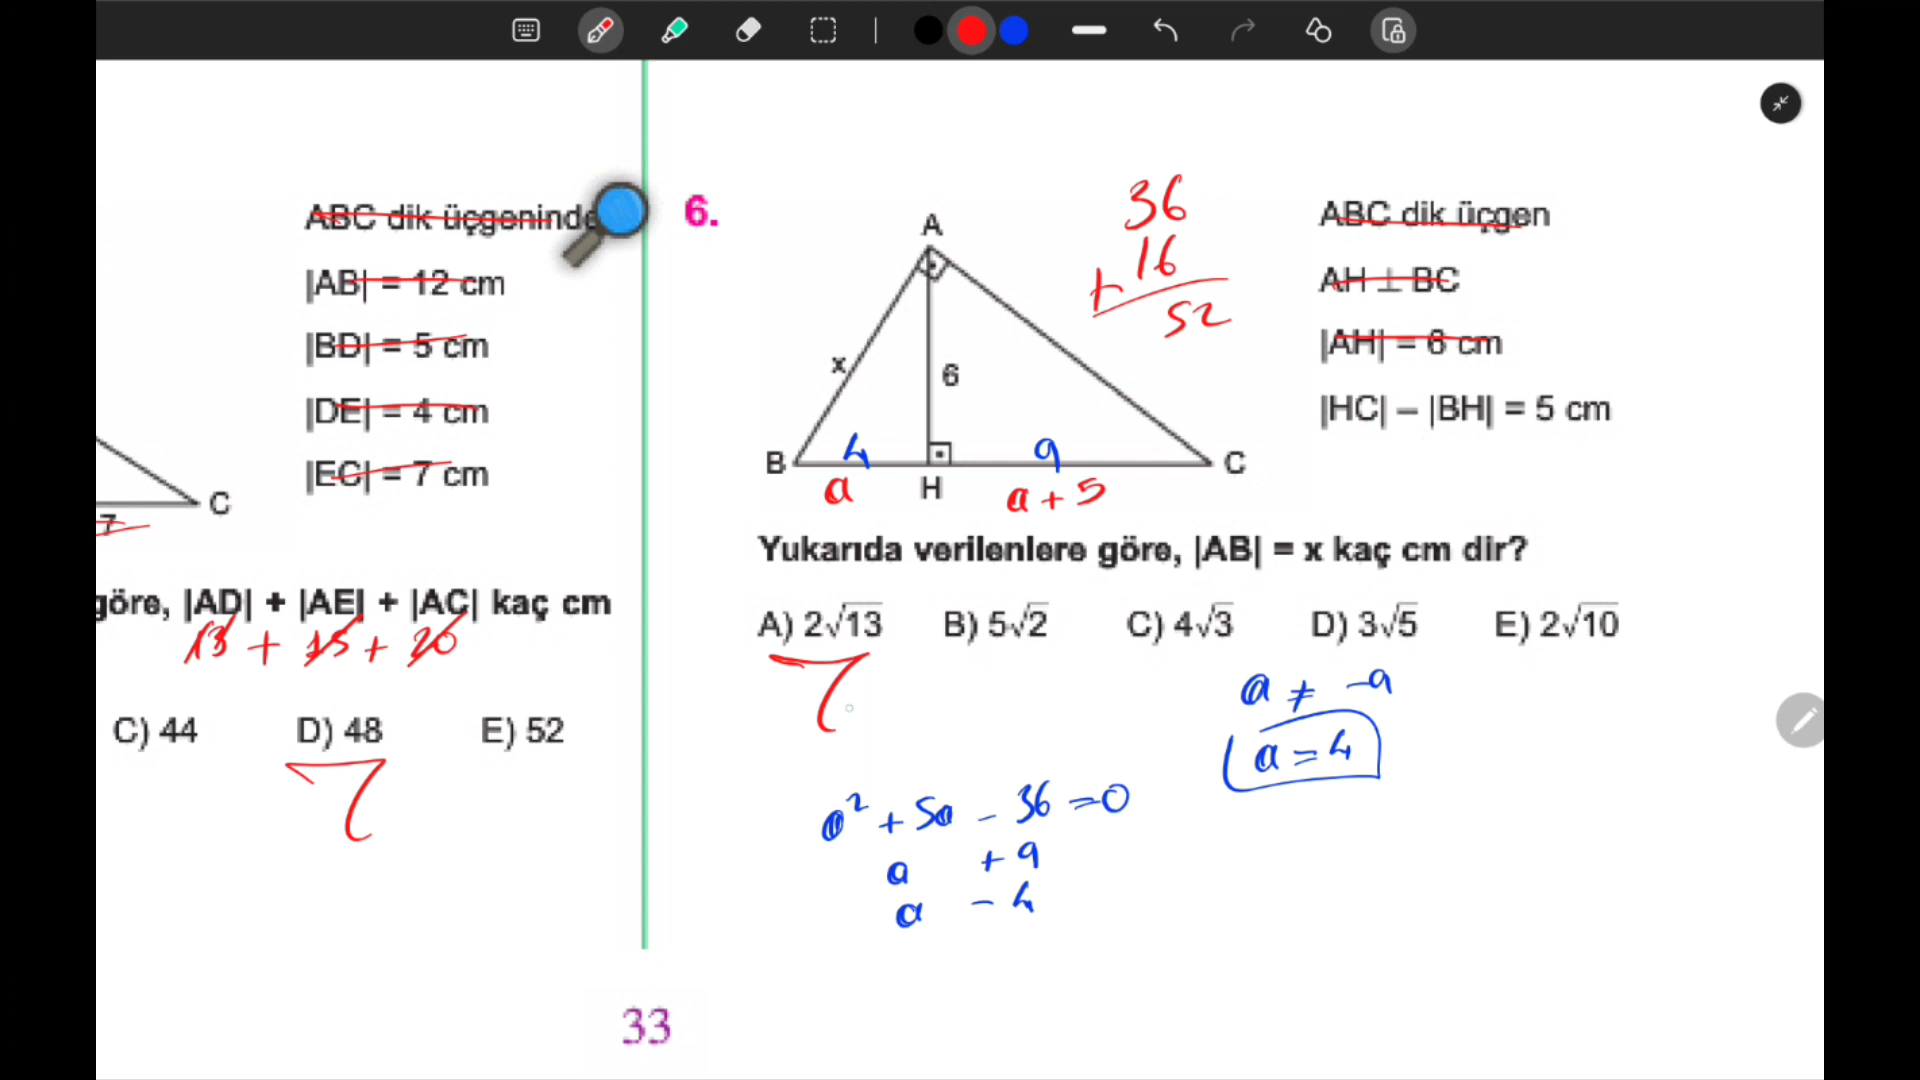 ABC dik üçgeninde
|AB| = 12 cm
|BD| = 5 cm
|DE| = 4 cm
|EC| = 7 cm
C
7
göre, |AD| + |AE| + |AC| kaç cm
13 + 15 + 20
C) 44 D) 48 E) 52
6.
A
x
6
B
4
H
9
C
a
a + 5
36
+ 16
52
ABC dik üçgen
AH ⊥ BC
|AH| = 6 cm
|HC| – |BH| = 5 cm
Yukarıda verilenlere göre, |AB| = x kaç cm dir?
A) 2√13 B) 5√2 C) 4√3 D) 3√5 E) 2√10
a ≠ -9
a = 4
a² + 5a - 36 = 0
a + 9
a - 4
33